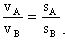 v_A / v_B = s_A / s_B .